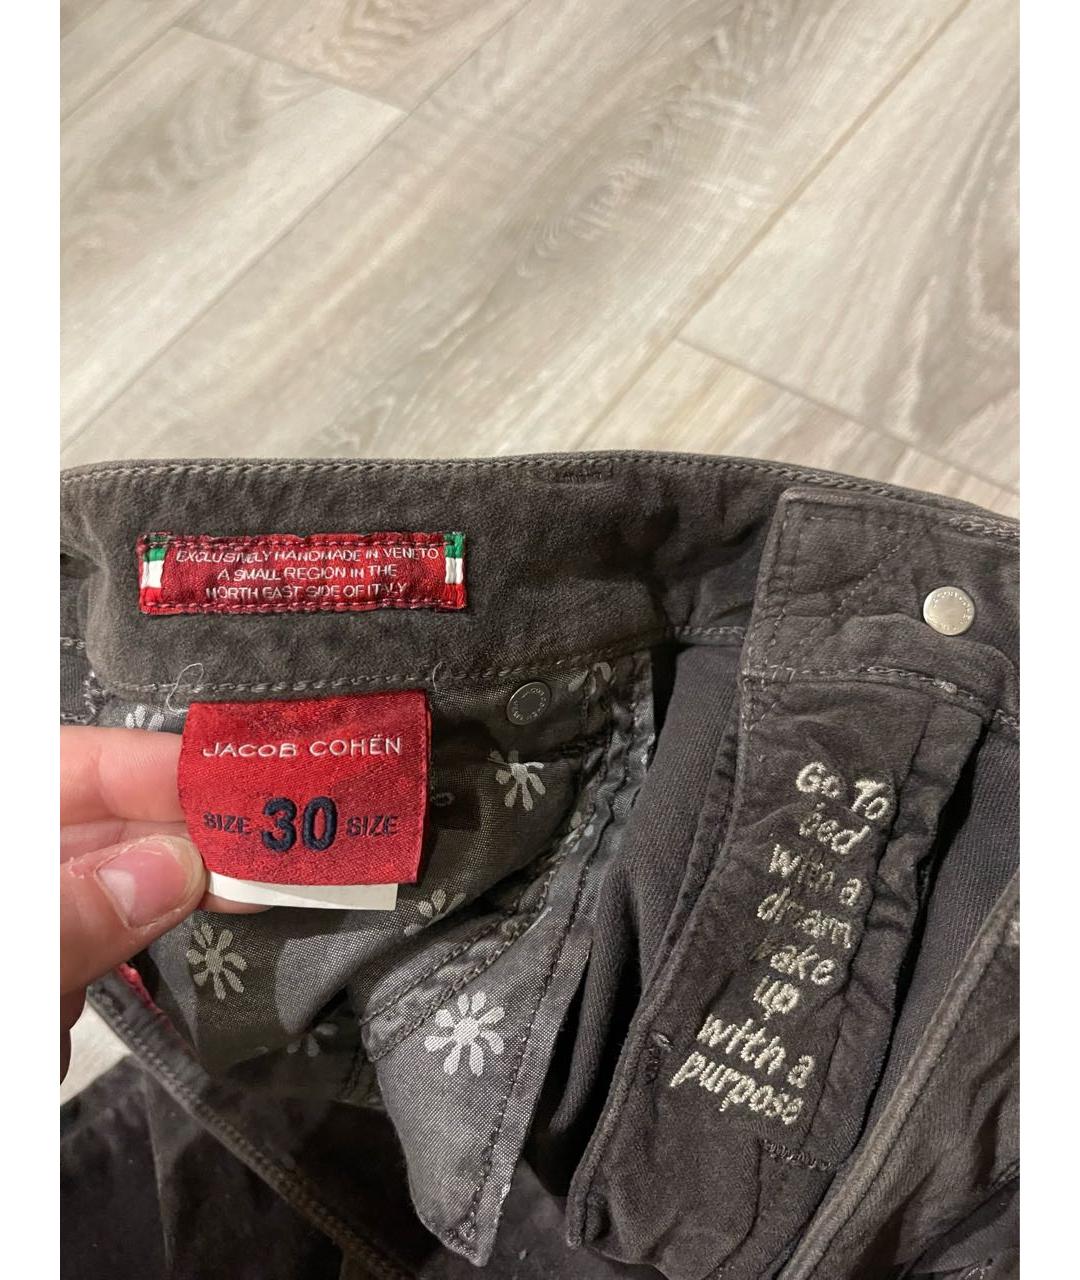 EXCLUSIVELY HANDMADE IN VENETO
A SMALL REGION IN THE
NORTH EAST SIDE OF ITALY
JACOB COHËN
SIZE 30 SIZE
Go To
bed
with a
dream
wake
up
with a
purpose